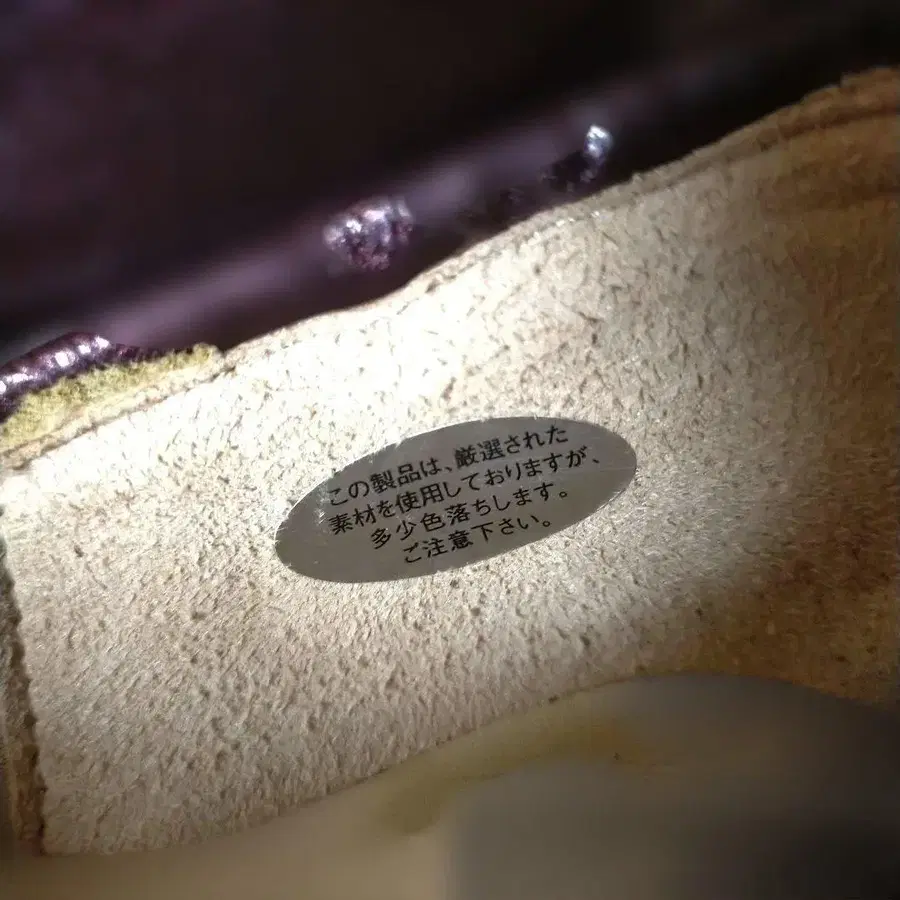 この製品は、厳選された
素材を使用しておりますが、
多少色落ちします。
ご注意下さい。